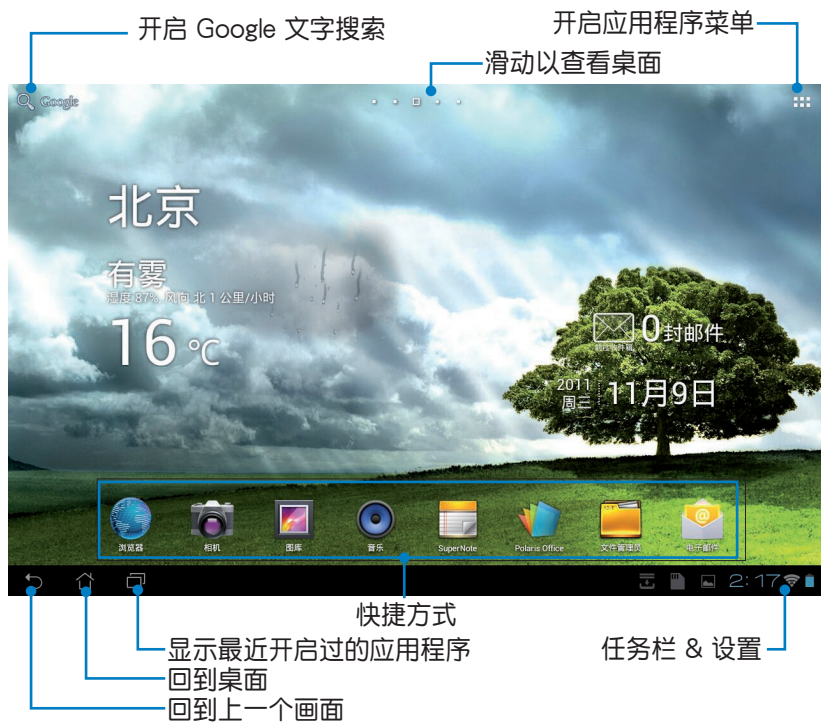 开启 Google 文字搜索
开启应用程序菜单
滑动以查看桌面
Google
北京
有雾
湿度 87%, 风向 北 1 公里/小时
16 °C
0封邮件
2011
周三
11月9日
浏览器
相机
图库
音乐
SuperNote
Polaris Office
文件管理员
电子邮件
2:17
快捷方式
显示最近开启过的应用程序
任务栏 & 设置
回到桌面
回到上一个画面